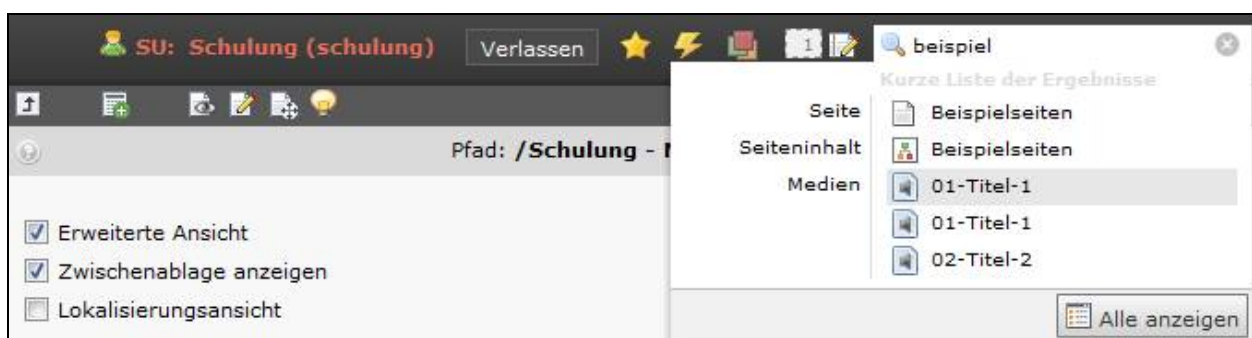 SU: Schulung (schulung) Verlassen 1 beispiel
Kurze Liste der Ergebnisse
Seite Beispielseiten
Pfad: /Schulung - Seiteninhalt Beispielseiten
Medien 01-Titel-1
Erweiterte Ansicht 01-Titel-1
Zwischenablage anzeigen 02-Titel-2
Lokalisierungsansicht Alle anzeigen